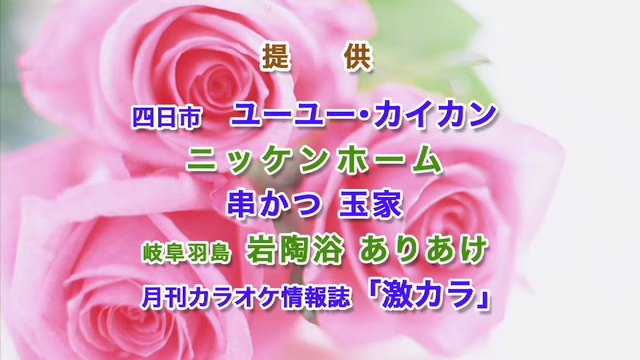 提 供
四日市 ユーユー・カイカン
ニッケンホーム
串かつ 玉家
岐阜羽島 岩陶浴 ありあけ
月刊カラオケ情報誌 「激カラ」